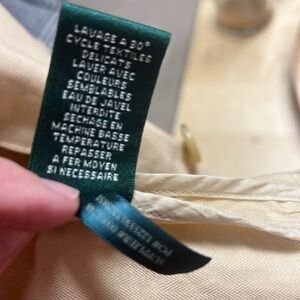 LAVAGE A 30°
CYCLE TEXTILES
DELICATS
LAVER AVEC
COULEURS
SEMBLABLES
EAU DE JAVEL
INTERDITE
SECHAGE EN
MACHINE BASSE
TEMPERATURE
REPASSER
A FER MOYEN
SI NECESSAIRE